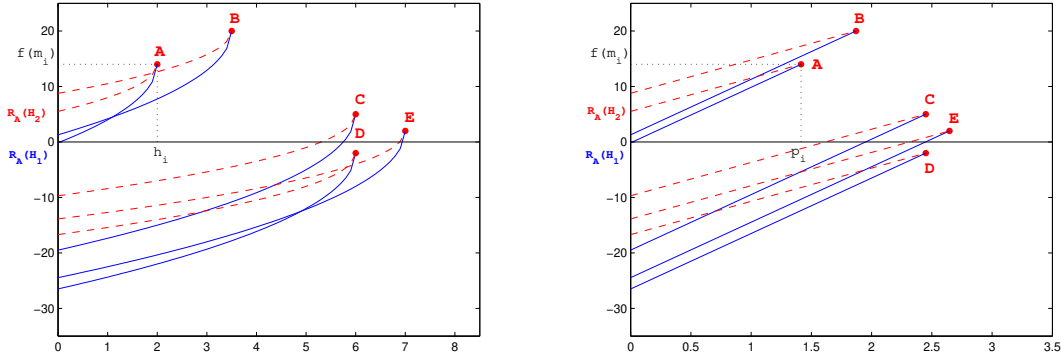 20
10
0
−10
−20
−30
f(m_i)
R_A(H_2)
R_A(H_1)
A
B
C
D
E
h_i
0 1 2 3 4 5 6 7 8
20
10
0
−10
−20
−30
f(m_i)
R_A(H_2)
R_A(H_1)
B
A
C
E
D
p_i
0 0.5 1 1.5 2 2.5 3 3.5